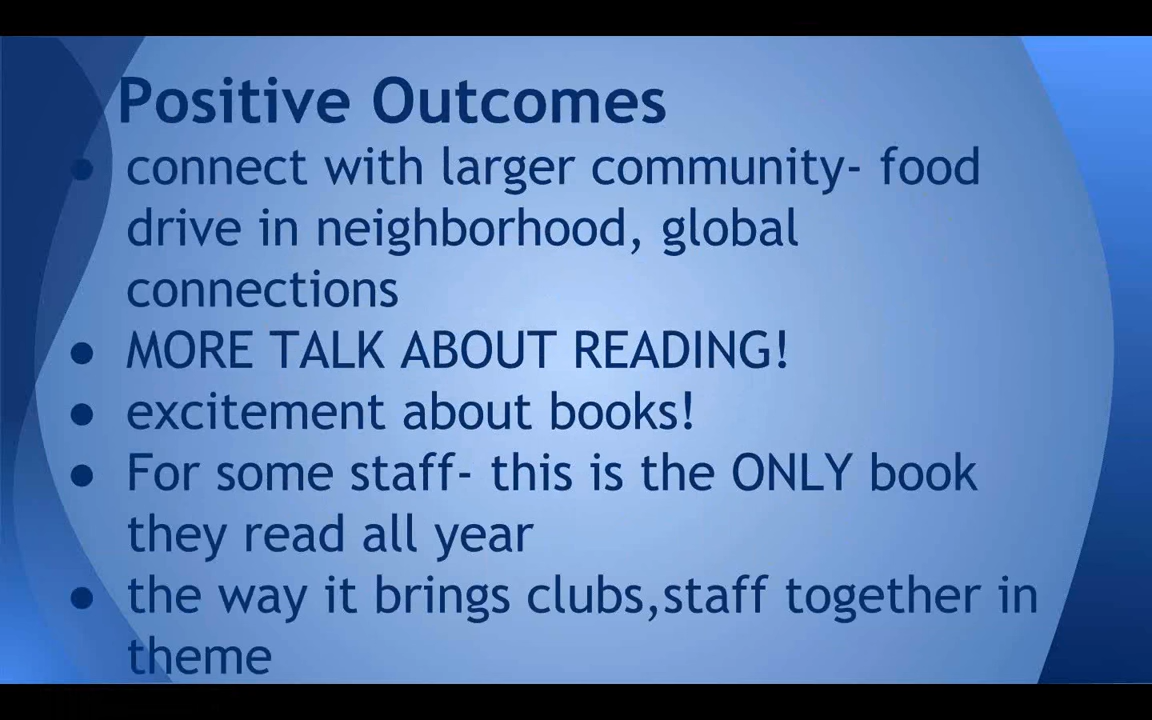 Positive Outcomes
● connect with larger community- food
drive in neighborhood, global
connections
● MORE TALK ABOUT READING!
● excitement about books!
● For some staff- this is the ONLY book
they read all year
● the way it brings clubs,staff together in
theme